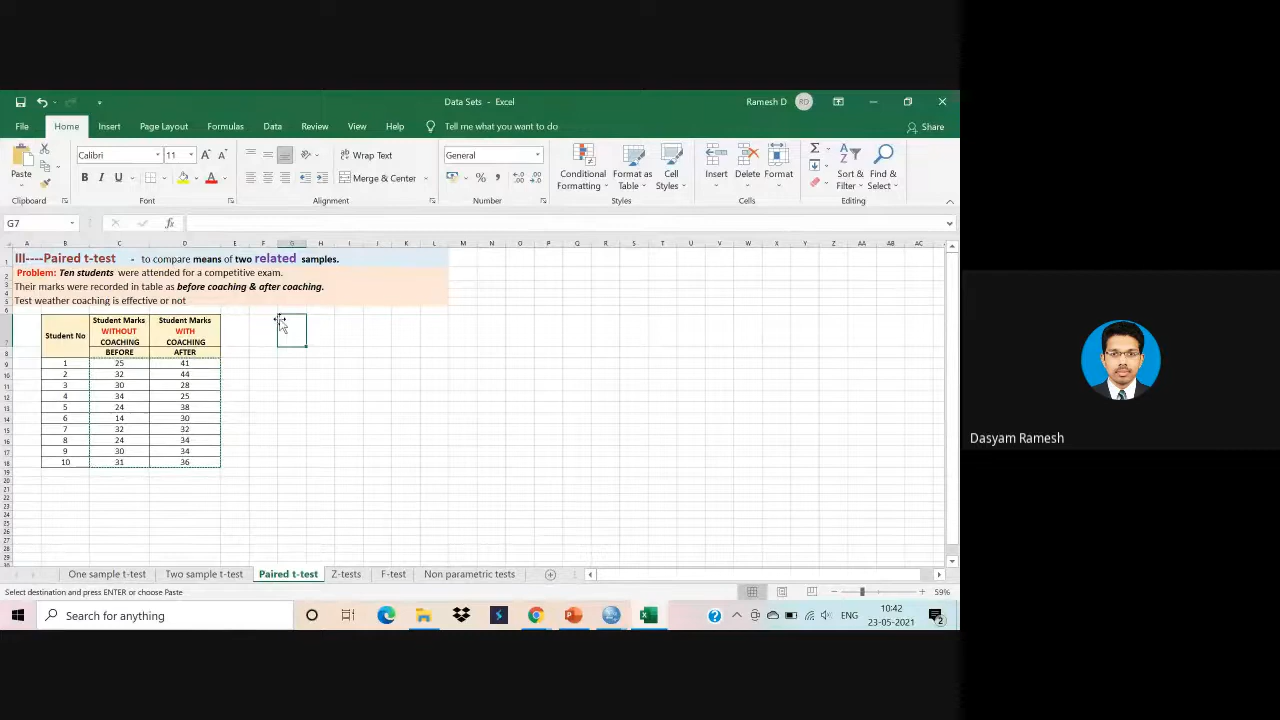 Data Sets - Excel
Ramesh D
RD
File
Home
Insert
Page Layout
Formulas
Data
Review
View
Help
Tell me what you want to do
Share
Paste
Calibri
11
B I U
Wrap Text
Merge & Center
General
Conditional Formatting
Format as Table
Cell Styles
Insert
Delete
Format
Sort & Filter
Find & Select
Clipboard
Font
Alignment
Number
Styles
Cells
Editing
G7
fx
A B C D E F G H I J K L M N O P Q R S T U V W X Y Z AA AB AC
III----Paired t-test - to compare means of two related samples.
Problem: Ten students were attended for a competitive exam.
Their marks were recorded in table as before coaching & after coaching.
Test weather coaching is effective or not
Student No
Student Marks WITHOUT COACHING
Student Marks WITH COACHING
BEFORE AFTER
1 25 41
2 32 44
3 30 28
4 34 25
5 24 38
6 14 30
7 32 32
8 24 34
9 30 34
10 31 36
One sample t-test
Two sample t-test
Paired t-test
Z-tests
F-test
Non parametric tests
Select destination and press ENTER or choose Paste
59%
Search for anything
ENG
10:42
23-05-2021
2
Dasyam Ramesh